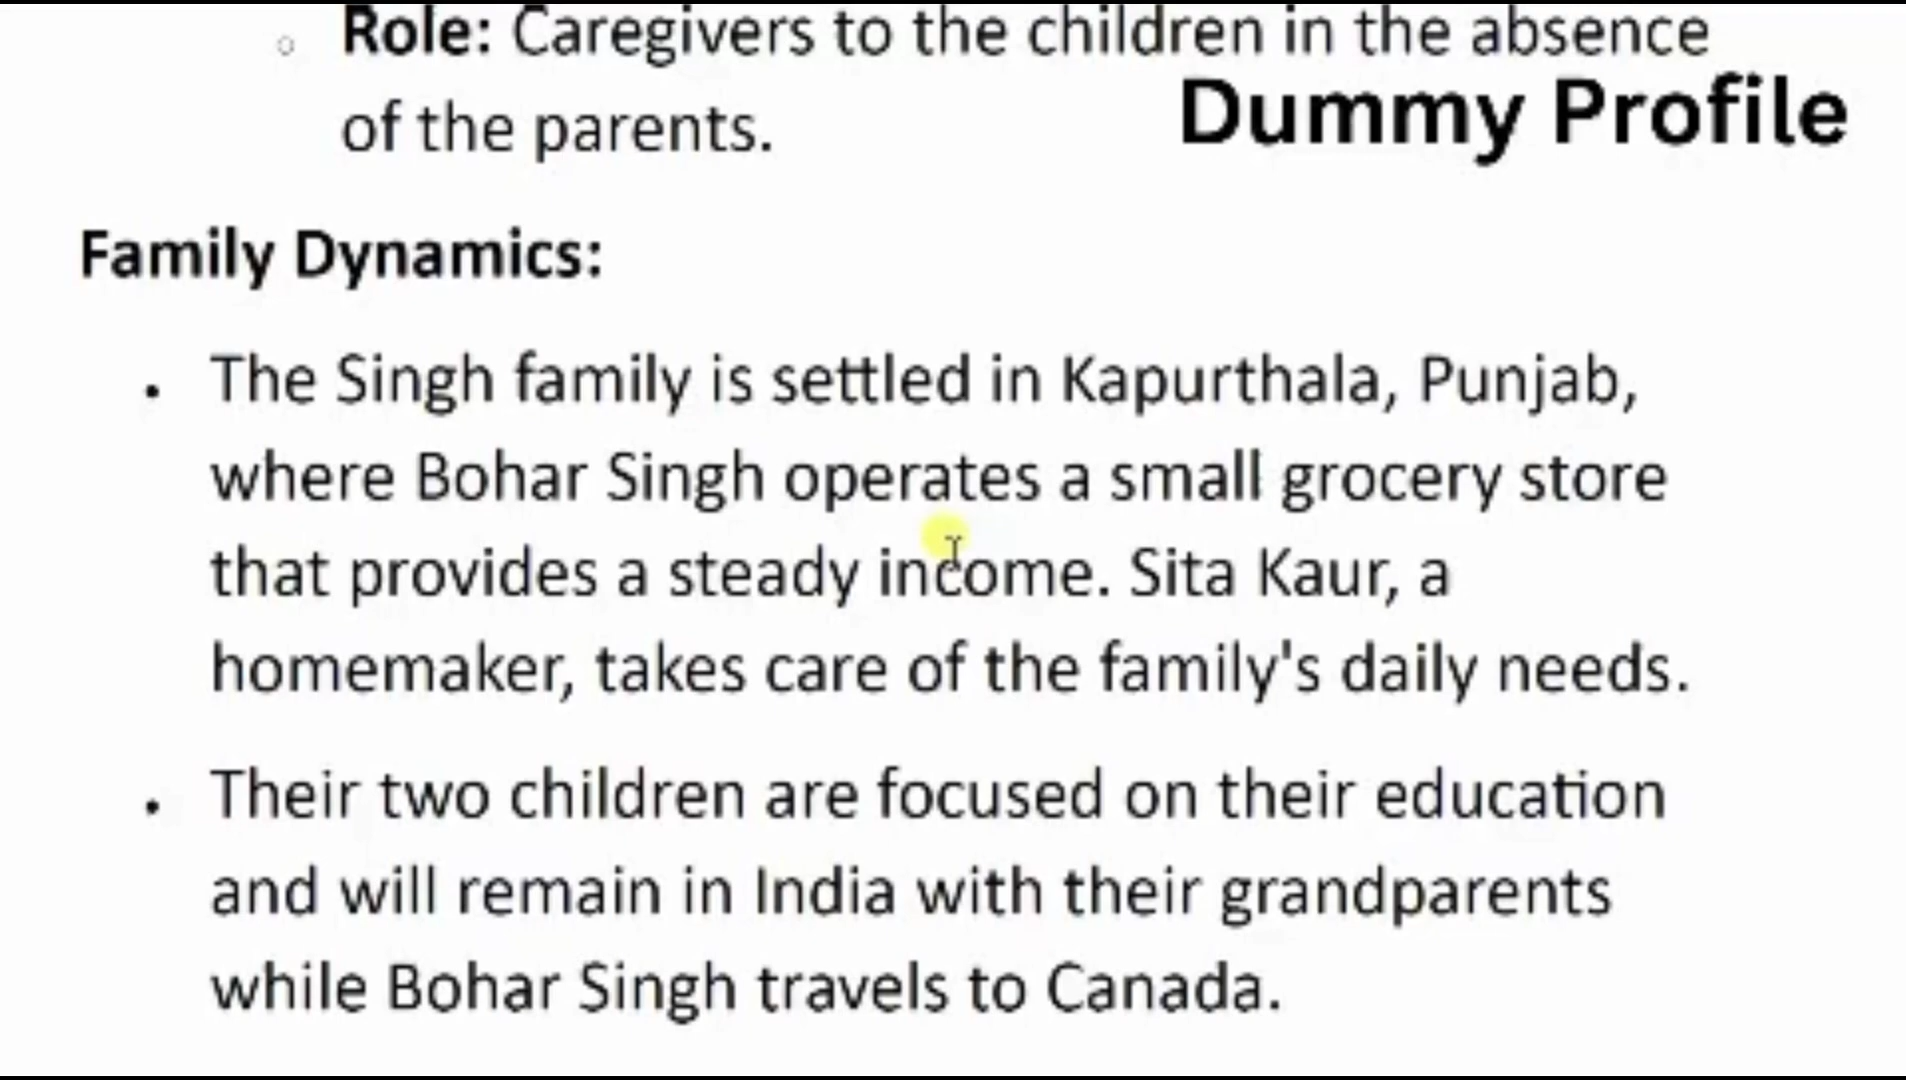 ○ Role: Caregivers to the children in the absence
of the parents.
Dummy Profile
Family Dynamics:
• The Singh family is settled in Kapurthala, Punjab,
where Bohar Singh operates a small grocery store
that provides a steady income. Sita Kaur, a
homemaker, takes care of the family's daily needs.
• Their two children are focused on their education
and will remain in India with their grandparents
while Bohar Singh travels to Canada.